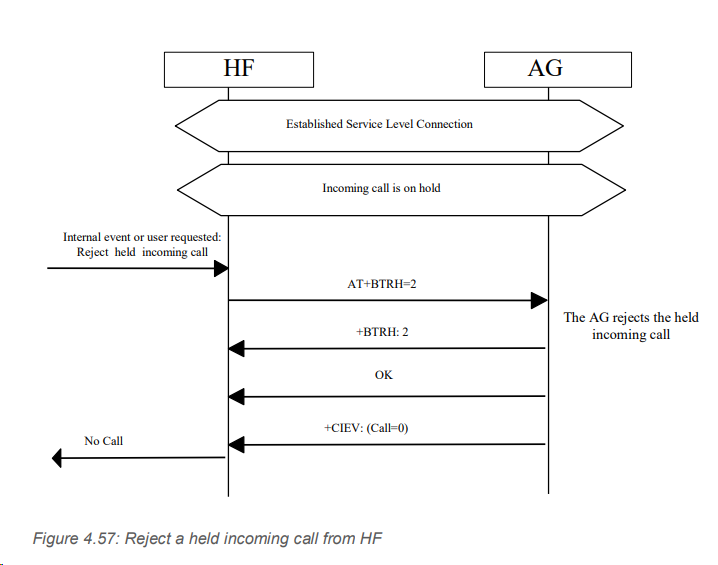 HF
AG
Established Service Level Connection
Incoming call is on hold
Internal event or user requested:
Reject held incoming call
AT+BTRH=2
The AG rejects the held
incoming call
+BTRH: 2
OK
+CIEV: (Call=0)
No Call
Figure 4.57: Reject a held incoming call from HF